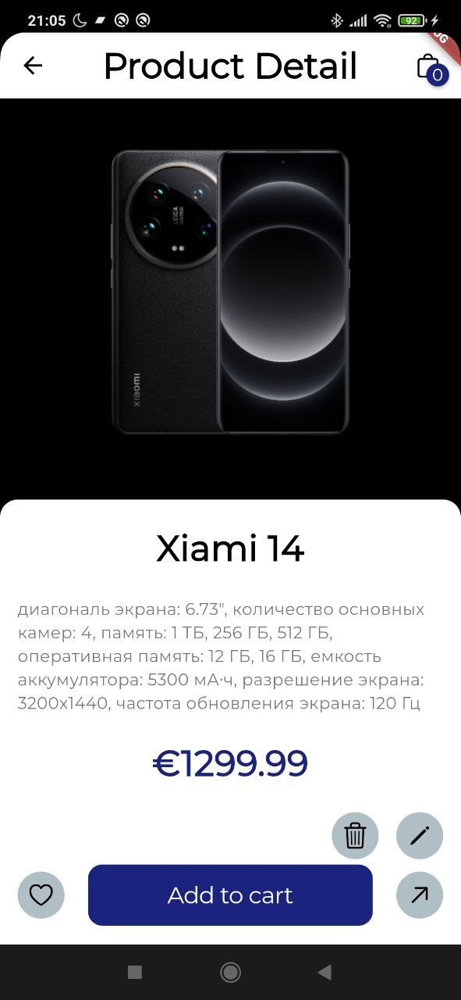 21:05
92
Product Detail
0
LEICA
xiaomi
Xiami 14
диагональ экрана: 6.73", количество основных
камер: 4, память: 1 ТБ, 256 ГБ, 512 ГБ,
оперативная память: 12 ГБ, 16 ГБ, емкость
аккумулятора: 5300 мА·ч, разрешение экрана:
3200x1440, частота обновления экрана: 120 Гц
€1299.99
Add to cart